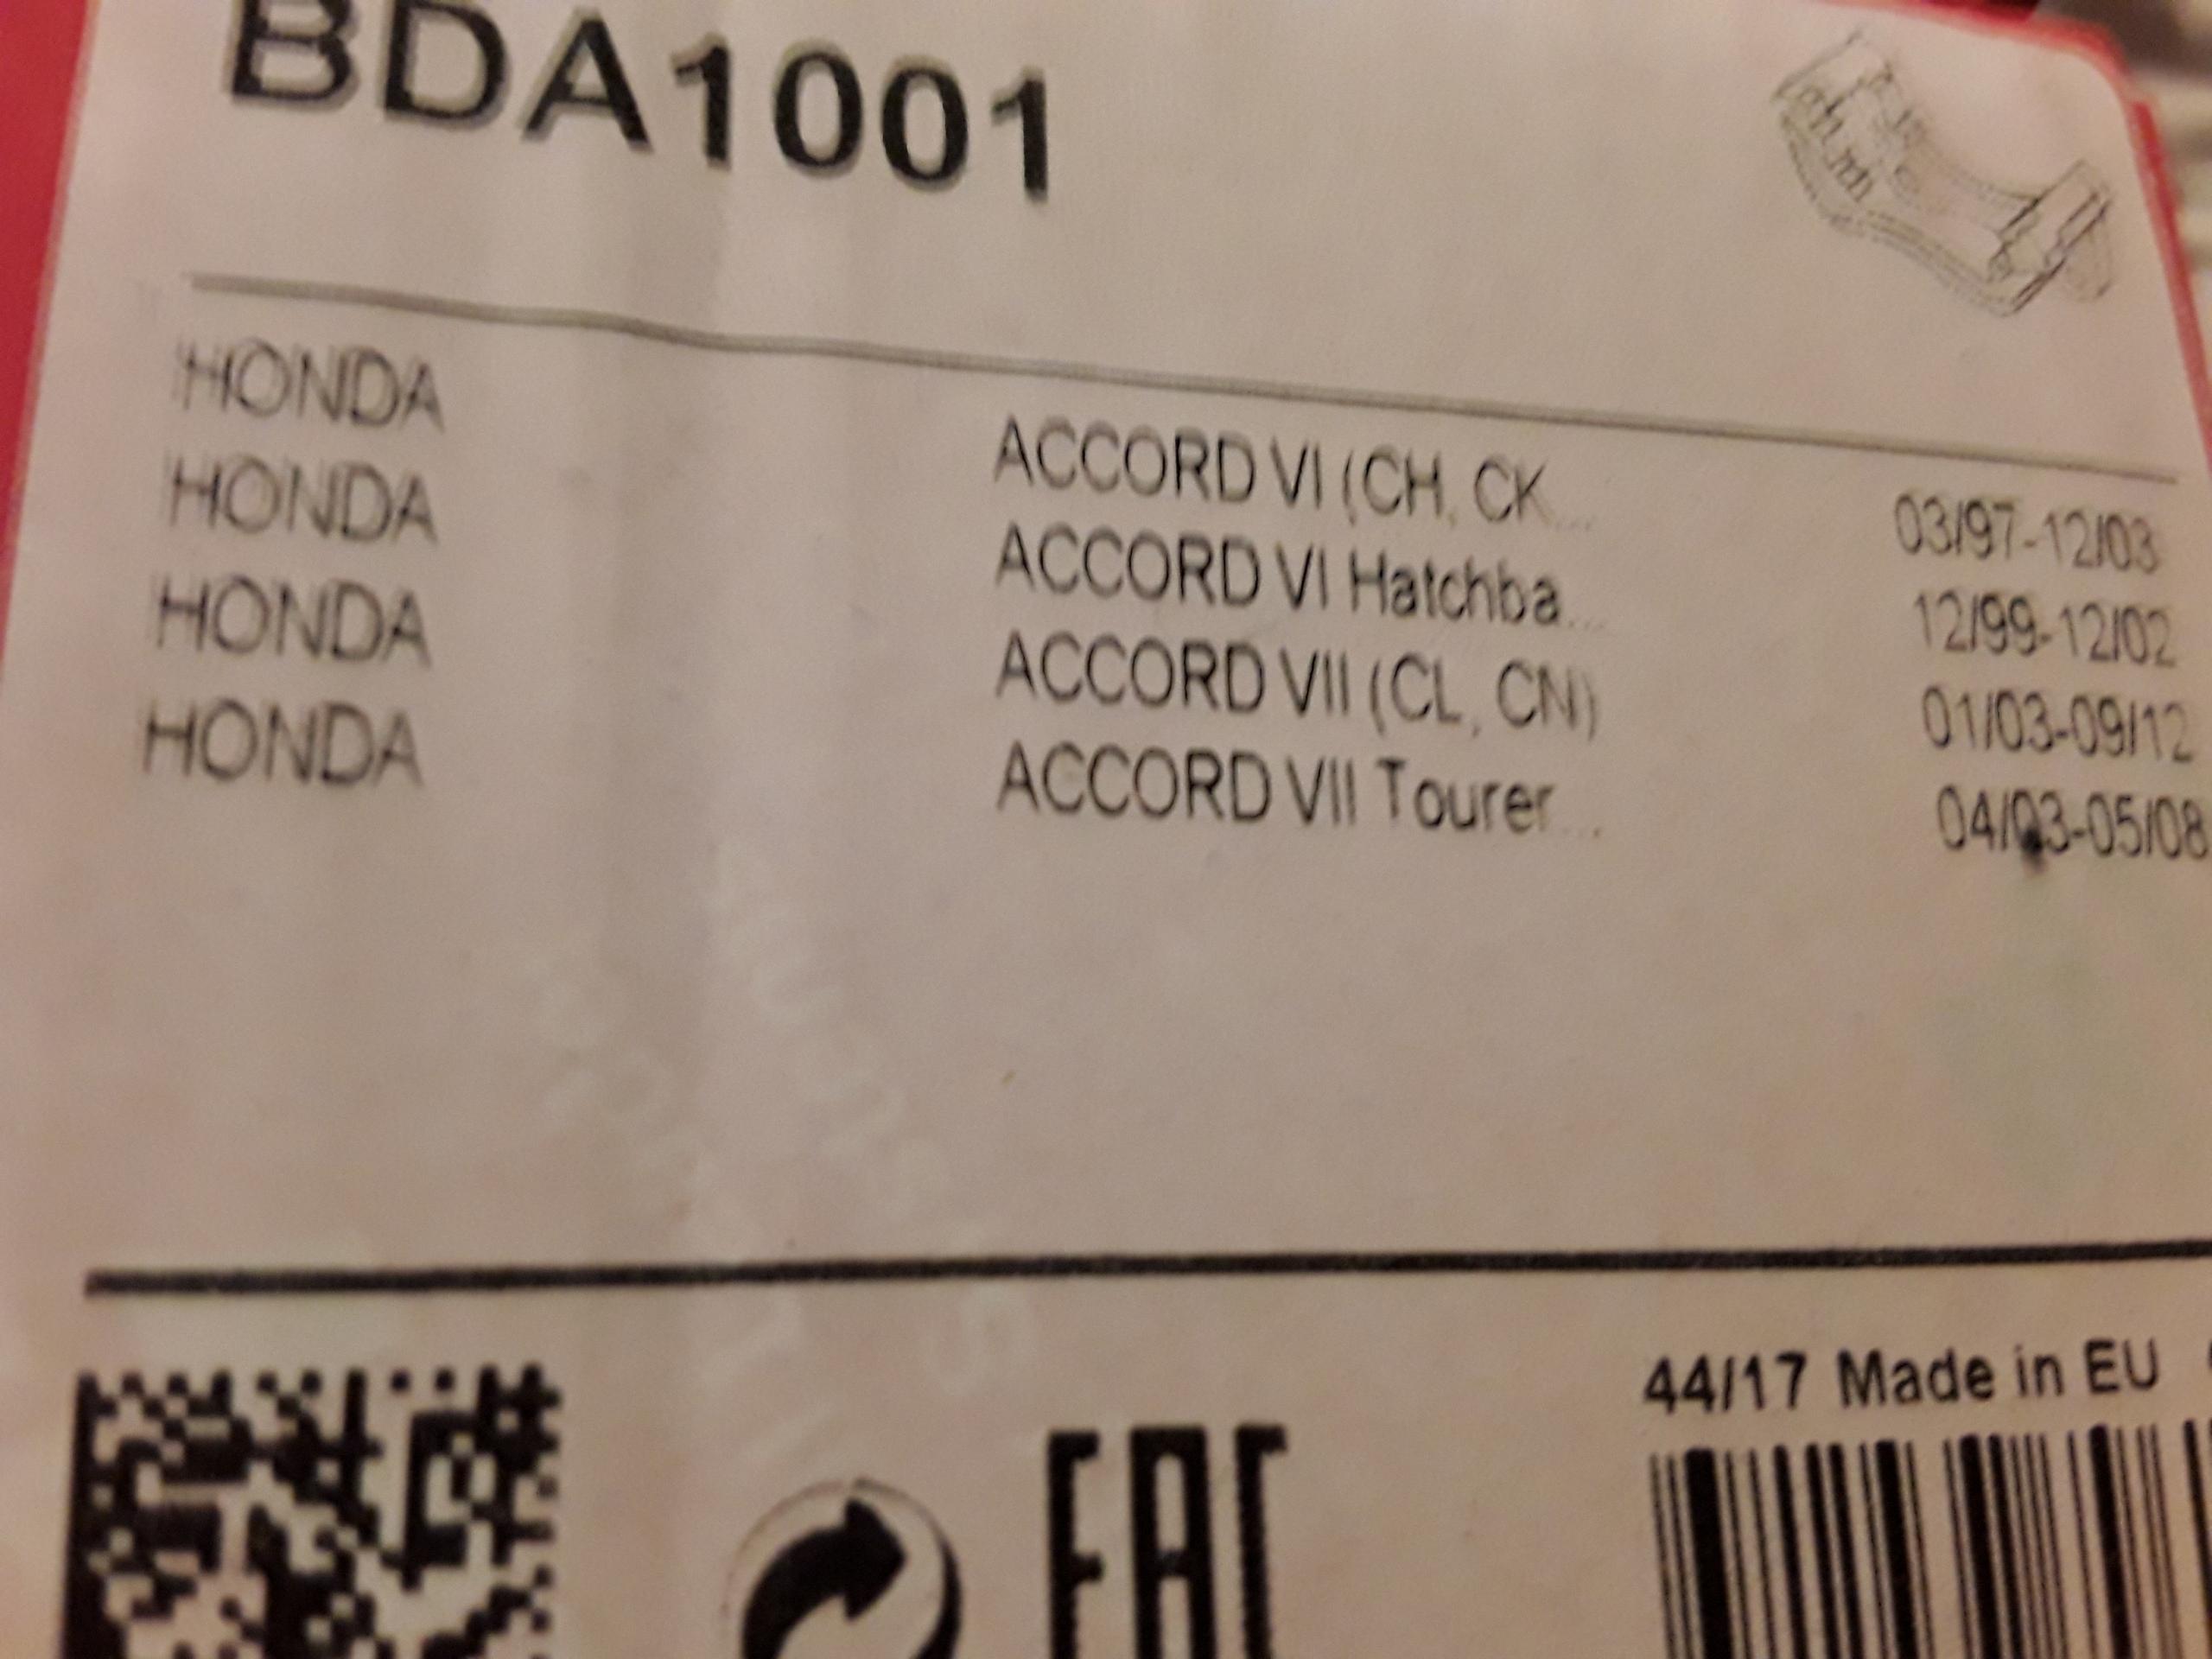 BDA1001
HONDA ACCORD VI (CH, CK... 03/97-12/03
HONDA ACCORD VI Hatchba... 12/99-12/02
HONDA ACCORD VII (CL, CN) 01/03-09/12
HONDA ACCORD VII Tourer ... 04/03-05/08
44/17 Made in EU
EAC